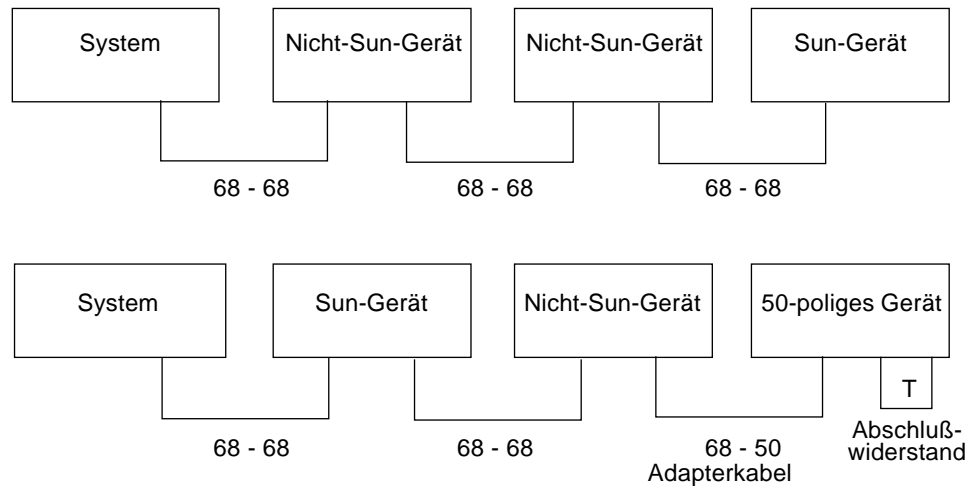 System
Nicht-Sun-Gerät
Nicht-Sun-Gerät
Sun-Gerät
68 - 68
68 - 68
68 - 68
System
Sun-Gerät
Nicht-Sun-Gerät
50-poliges Gerät
T
68 - 68
68 - 68
68 - 50
Adapterkabel
Abschluß-
widerstand